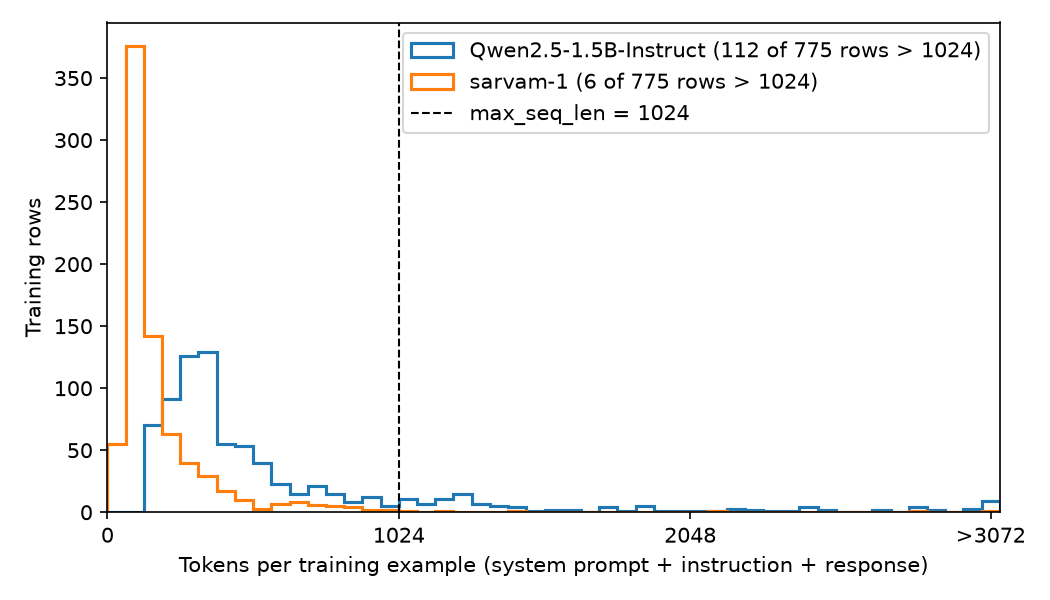 Qwen2.5-1.5B-Instruct (112 of 775 rows > 1024)
sarvam-1 (6 of 775 rows > 1024)
max_seq_len = 1024
Training rows
350
300
250
200
150
100
50
0
0 1024 2048 >3072
Tokens per training example (system prompt + instruction + response)